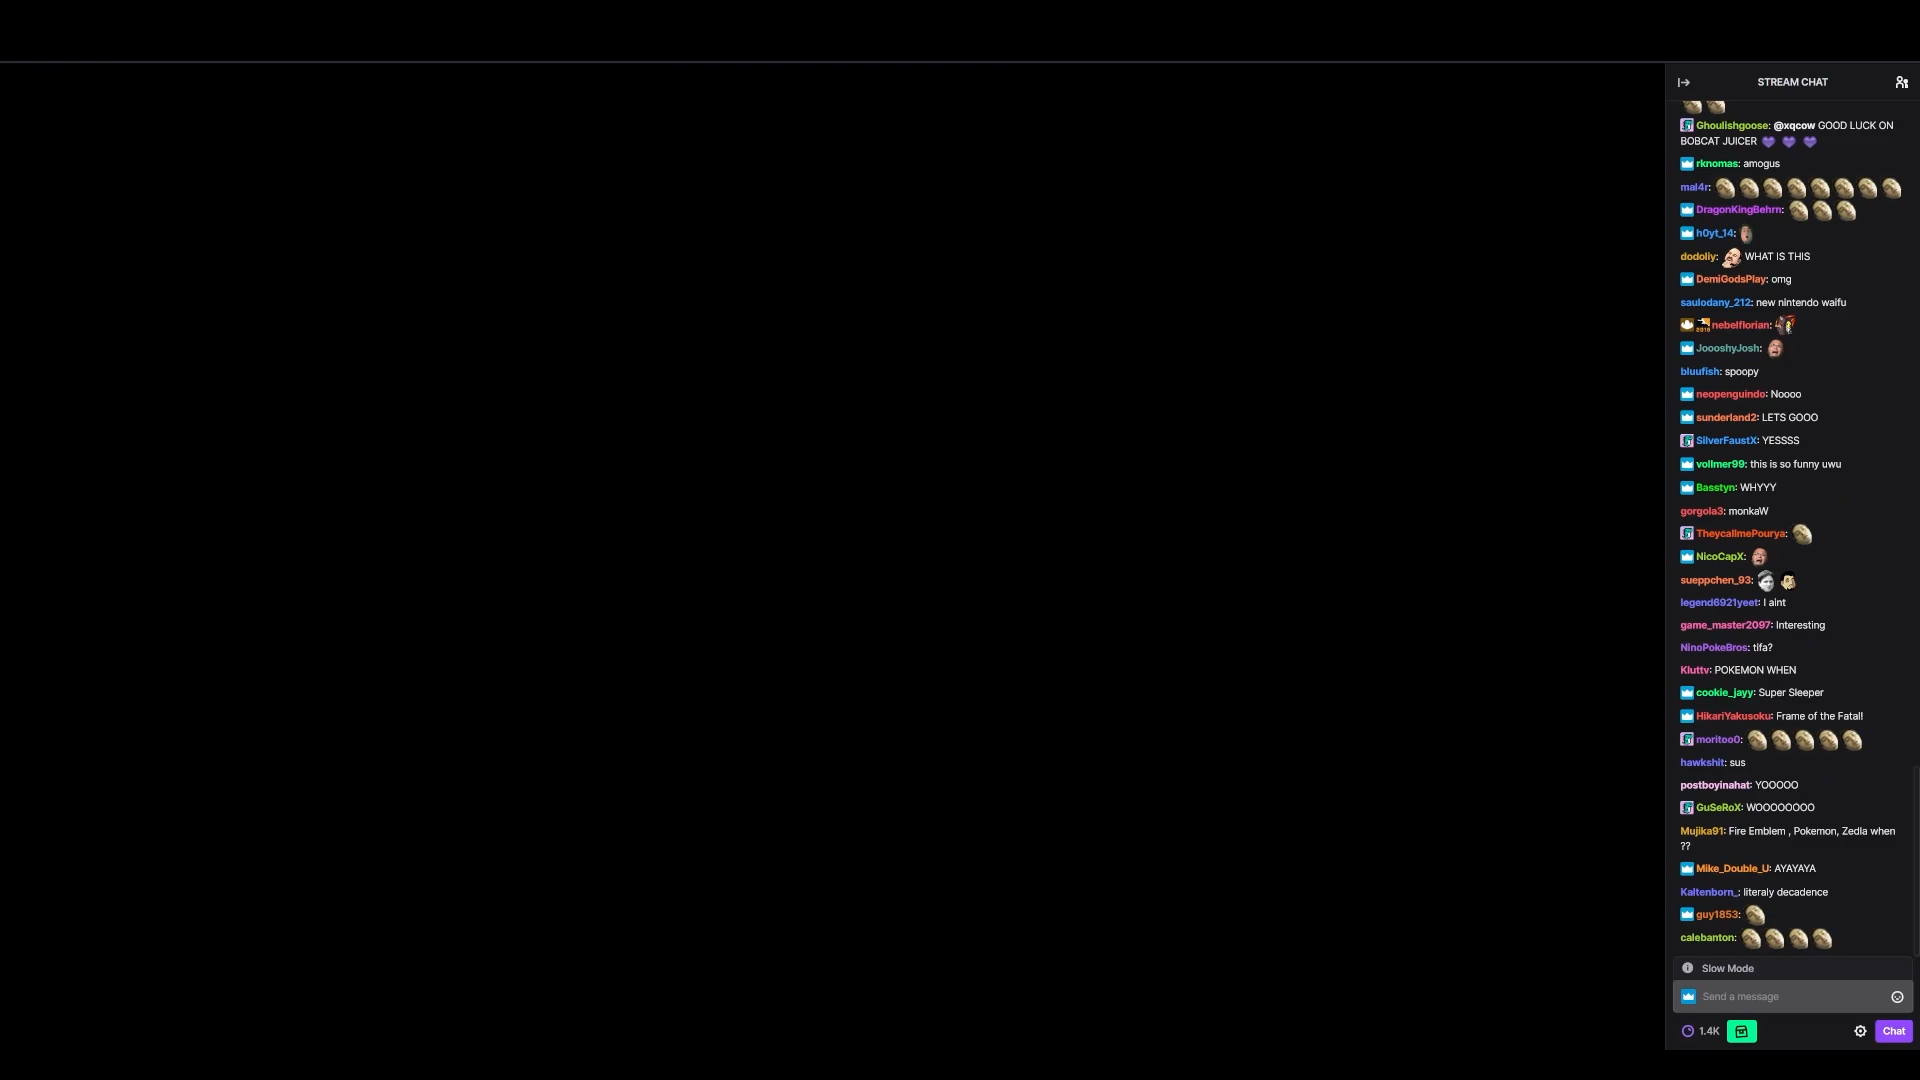 STREAM CHAT
Ghoulishgoose: @xqcow GOOD LUCK ON
BOBCAT JUICER
rknomas: amogus
mal4r:
DragonKingBehrn:
h0yt_14:
dodoliy: WHAT IS THIS
DemiGodsPlay: omg
saulodany_212: new nintendo waifu
nebelflorian:
JoooshyJosh:
bluufish: spoopy
neopenguindo: Noooo
sunderland2: LETS GOOO
SilverFaustX: YESSSS
vollmer99: this is so funny uwu
Basstyn: WHYYY
gorgola3: monkaW
TheycallmePourya:
NicoCapX:
sueppchen_93:
legend6921yeet: I aint
game_master2097: Interesting
NinoPokeBros: tifa?
Kluttv: POKEMON WHEN
cookie_jayy: Super Sleeper
HikariYakusoku: Frame of the Fatal!
moritoo0:
hawkshit: sus
postboyinahat: YOOOOO
GuSeRoX: WOOOOOOOO
Mujika91: Fire Emblem , Pokemon, Zedla when
??
Mike_Double_U: AYAYAYA
Kaltenborn_: literaly decadence
guy1853:
calebanton:
Slow Mode
Send a message
1.4K
Chat